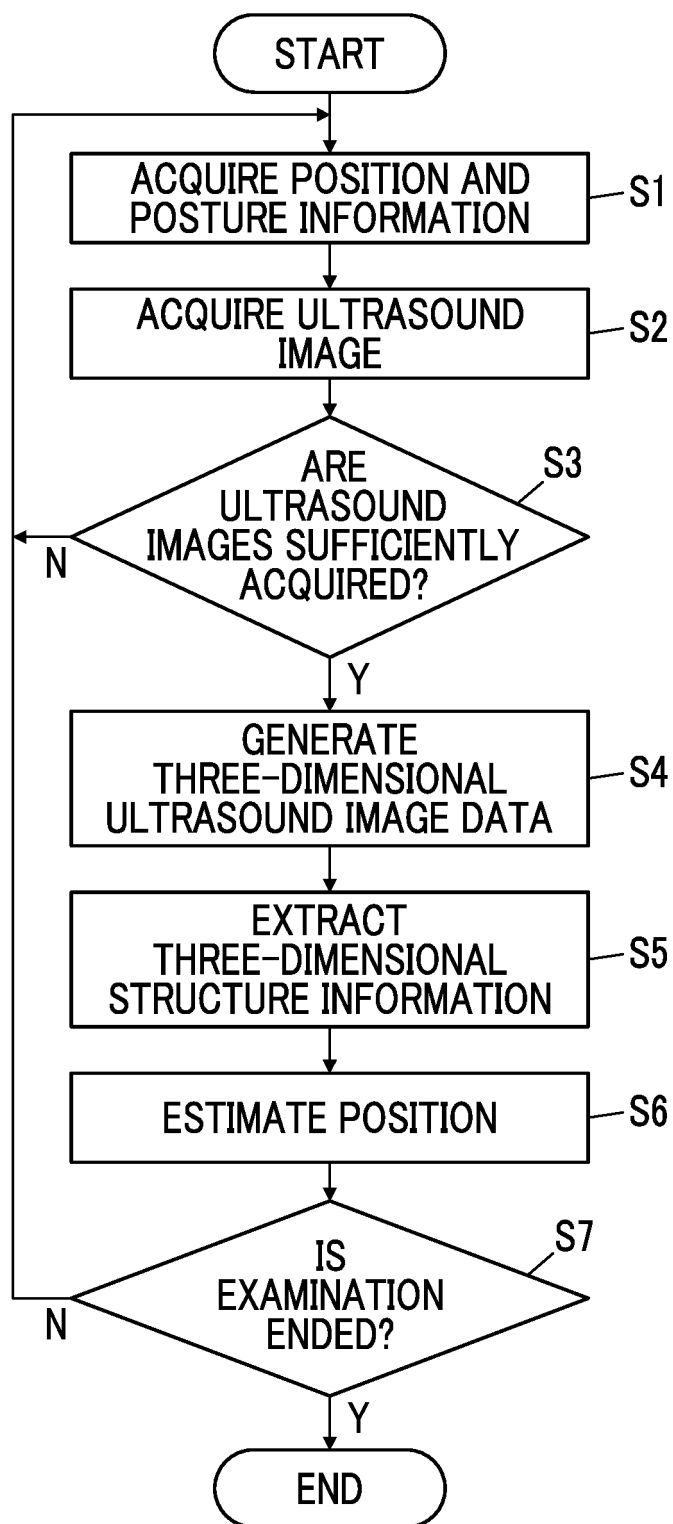 START
ACQUIRE POSITION AND
POSTURE INFORMATION
S1
ACQUIRE ULTRASOUND
IMAGE
S2
ARE
ULTRASOUND
IMAGES SUFFICIENTLY
ACQUIRED?
S3
N
Y
GENERATE
THREE-DIMENSIONAL
ULTRASOUND IMAGE DATA
S4
EXTRACT
THREE-DIMENSIONAL
STRUCTURE INFORMATION
S5
ESTIMATE POSITION
S6
IS
EXAMINATION
ENDED?
S7
N
Y
END